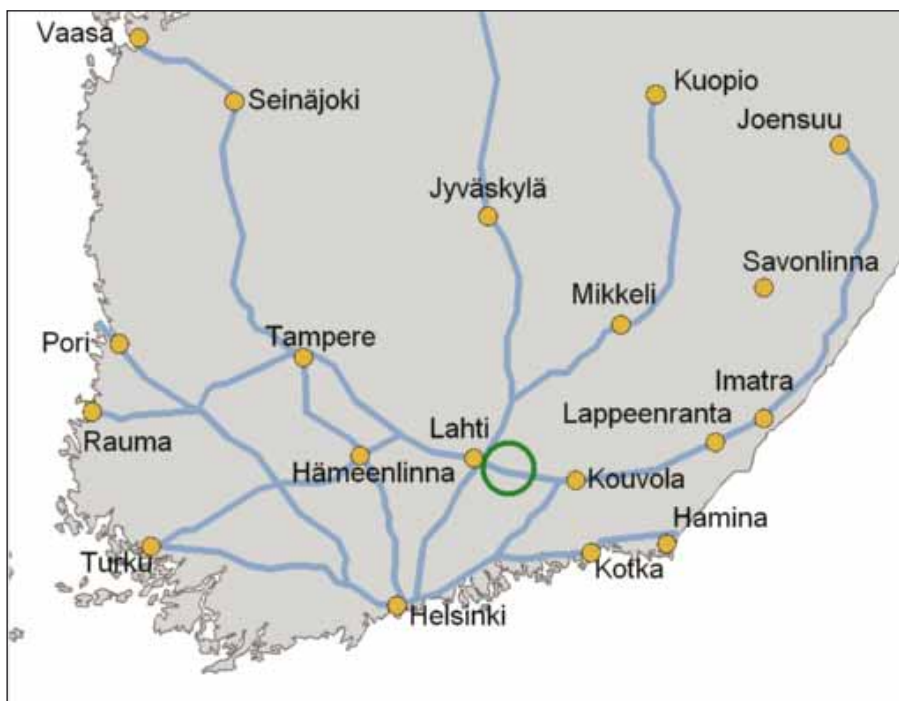 Vaasa
Seinäjoki
Kuopio
Joensuu
Jyväskylä
Savonlinna
Mikkeli
Pori
Tampere
Imatra
Rauma
Lahti
Lappeenranta
Hämeenlinna
Kouvola
Hamina
Turku
Kotka
Helsinki